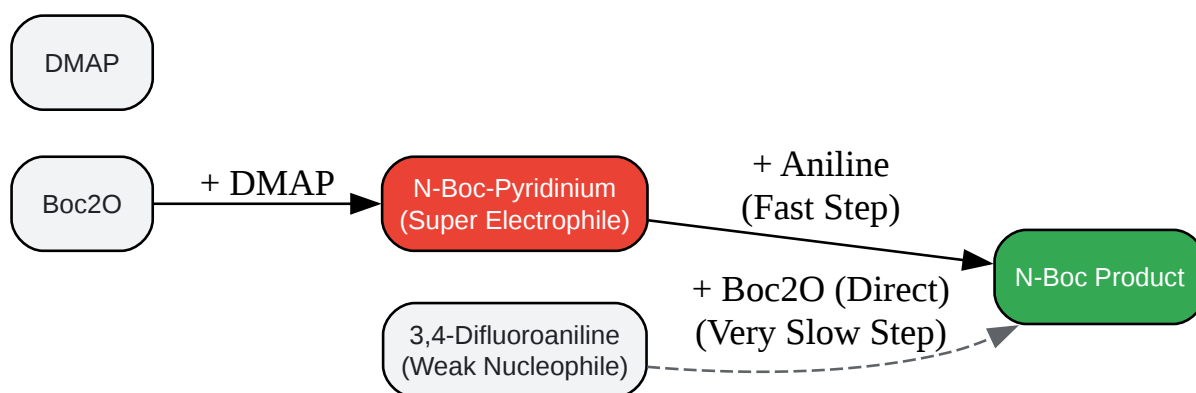 DMAP
Boc2O
+ DMAP
N-Boc-Pyridinium
(Super Electrophile)
+ Aniline
(Fast Step)
N-Boc Product
+ Boc2O (Direct)
(Very Slow Step)
3,4-Difluoroaniline
(Weak Nucleophile)